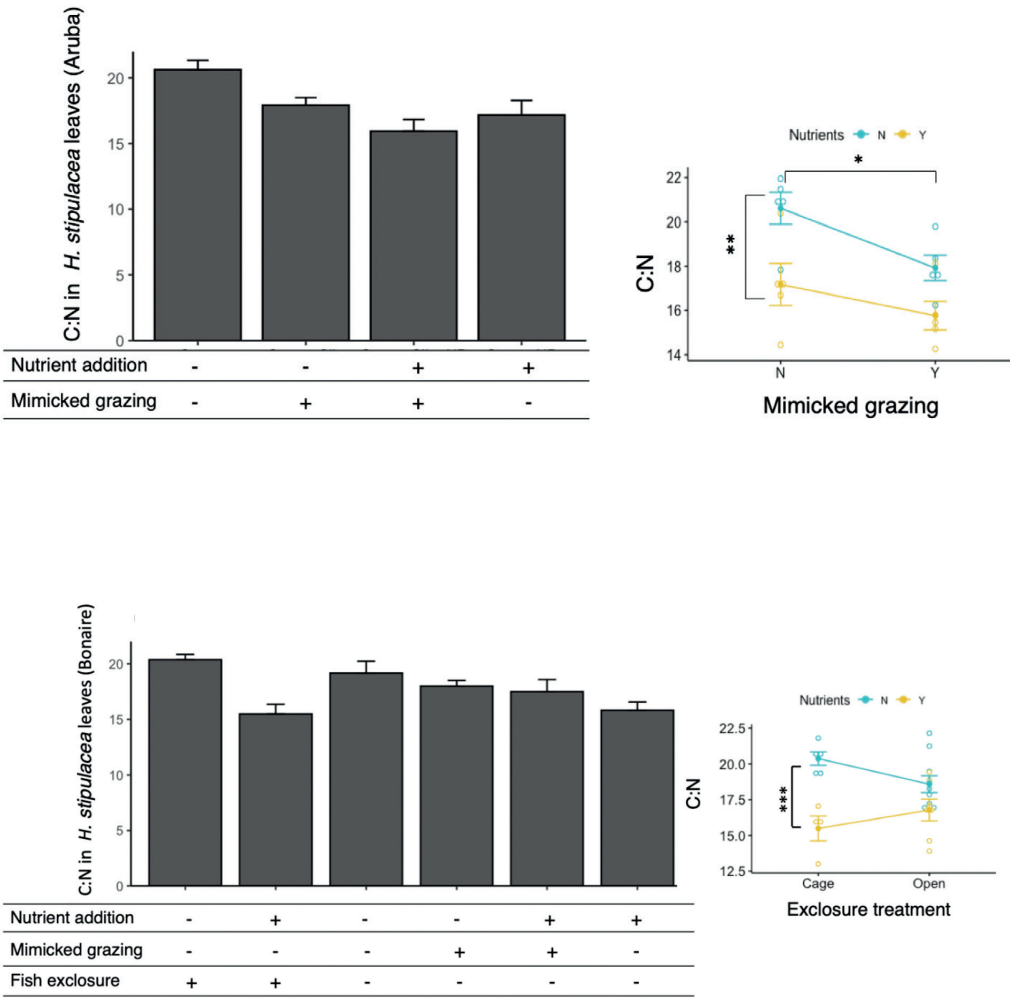 C:N in H. stipulacea leaves (Aruba)
20
15
10
5
0
Nutrient addition - - + +
Mimicked grazing - + + -
Nutrients N Y
*
**
C:N
22
20
18
16
14
N Y
Mimicked grazing
C:N in H. stipulacea leaves (Bonaire)
20
15
10
5
0
Nutrient addition - + - - + +
Mimicked grazing - - - + + -
Fish exclosure + + - - - -
Nutrients N Y
***
C:N
22.5
20.0
17.5
15.0
12.5
Cage Open
Exclosure treatment